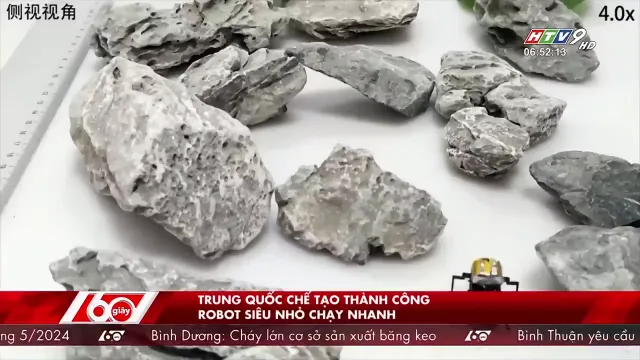 侧视视角
4.0x
HTV9 HD
06:52:13
60 giây
TRUNG QUỐC CHẾ TẠO THÀNH CÔNG
ROBOT SIÊU NHỎ CHẠY NHANH
ng 5/2024 60 Bình Dương: Cháy lớn cơ sở sản xuất băng keo 60 Bình Thuận yêu cầu